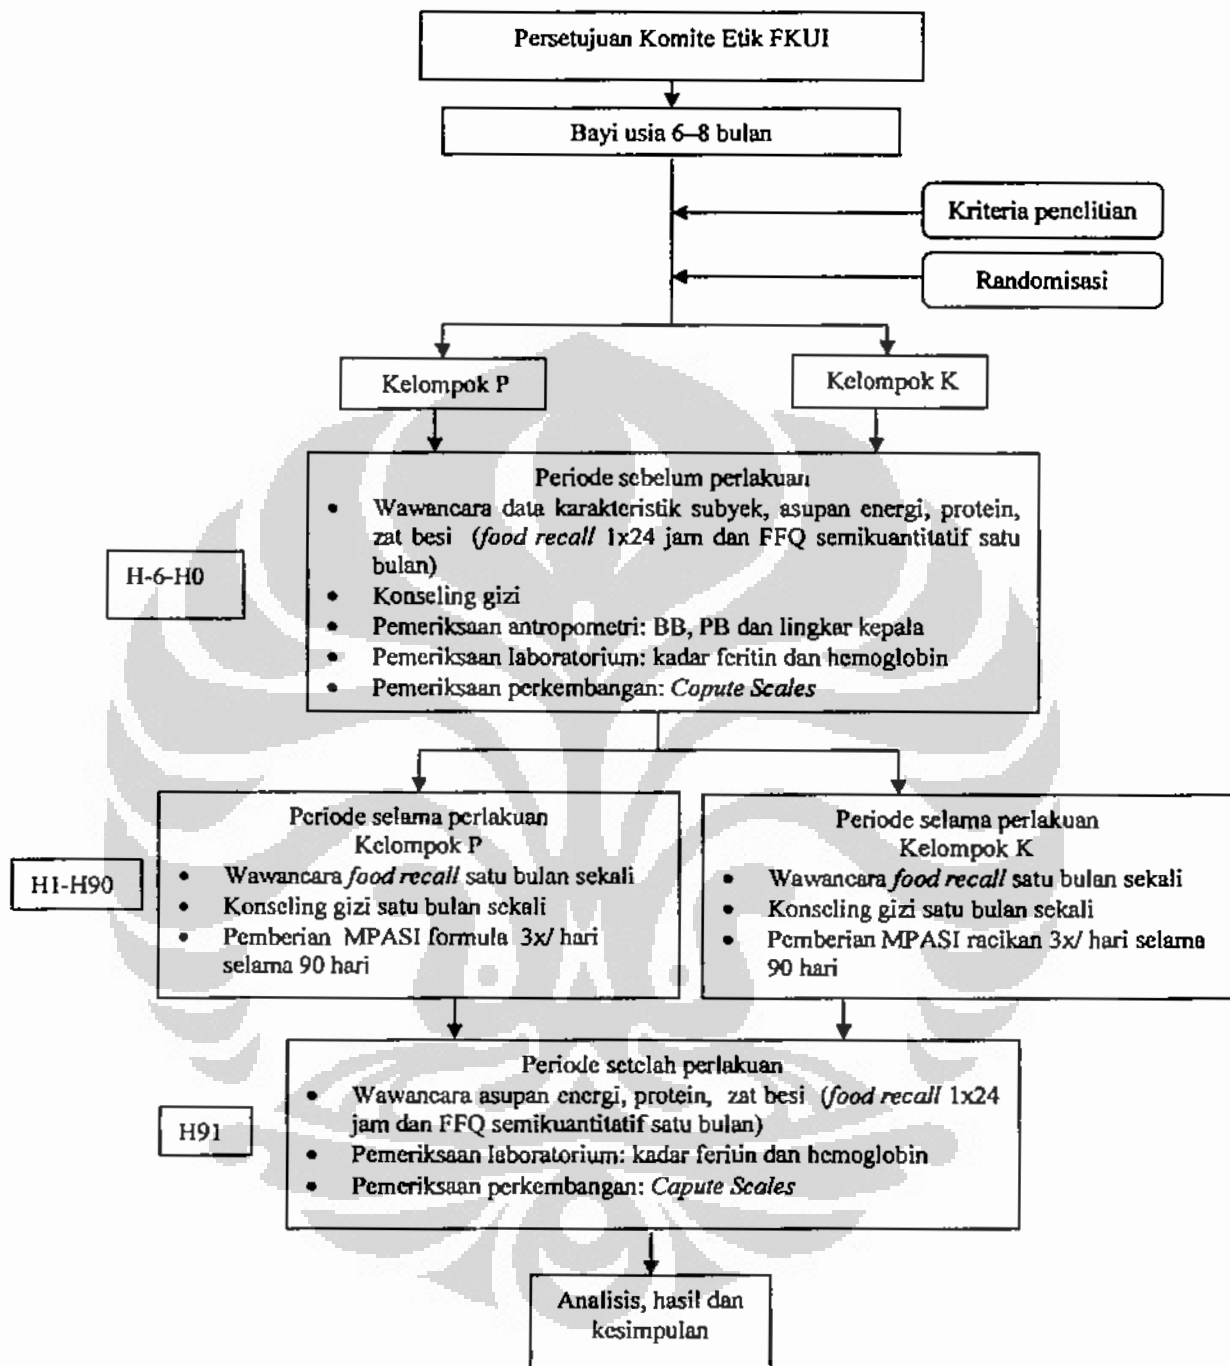 Persetujuan Komite Etik FKUI
Bayi usia 6–8 bulan
Kriteria penelitian
Randomisasi
Kelompok P
Kelompok K
H-6-H0
Periode sebelum perlakuan
• Wawancara data karakteristik subyek, asupan energi, protein,
zat besi (food recall 1x24 jam dan FFQ semikuantitatif satu
bulan)
• Konseling gizi
• Pemeriksaan antropometri: BB, PB dan lingkar kepala
• Pemeriksaan laboratorium: kadar feritin dan hemoglobin
• Pemeriksaan perkembangan: Capute Scales
H1-H90
Periode selama perlakuan
Kelompok P
• Wawancara food recall satu bulan sekali
• Konseling gizi satu bulan sekali
• Pemberian MPASI formula 3x/ hari
selama 90 hari
Periode selama perlakuan
Kelompok K
• Wawancara food recall satu bulan sekali
• Konseling gizi satu bulan sekali
• Pemberian MPASI racikan 3x/ hari selama
90 hari
H91
Periode setelah perlakuan
• Wawancara asupan energi, protein, zat besi (food recall 1x24
jam dan FFQ semikuantitatif satu bulan)
• Pemeriksaan laboratorium: kadar feritin dan hemoglobin
• Pemeriksaan perkembangan: Capute Scales
Analisis, hasil dan
kesimpulan